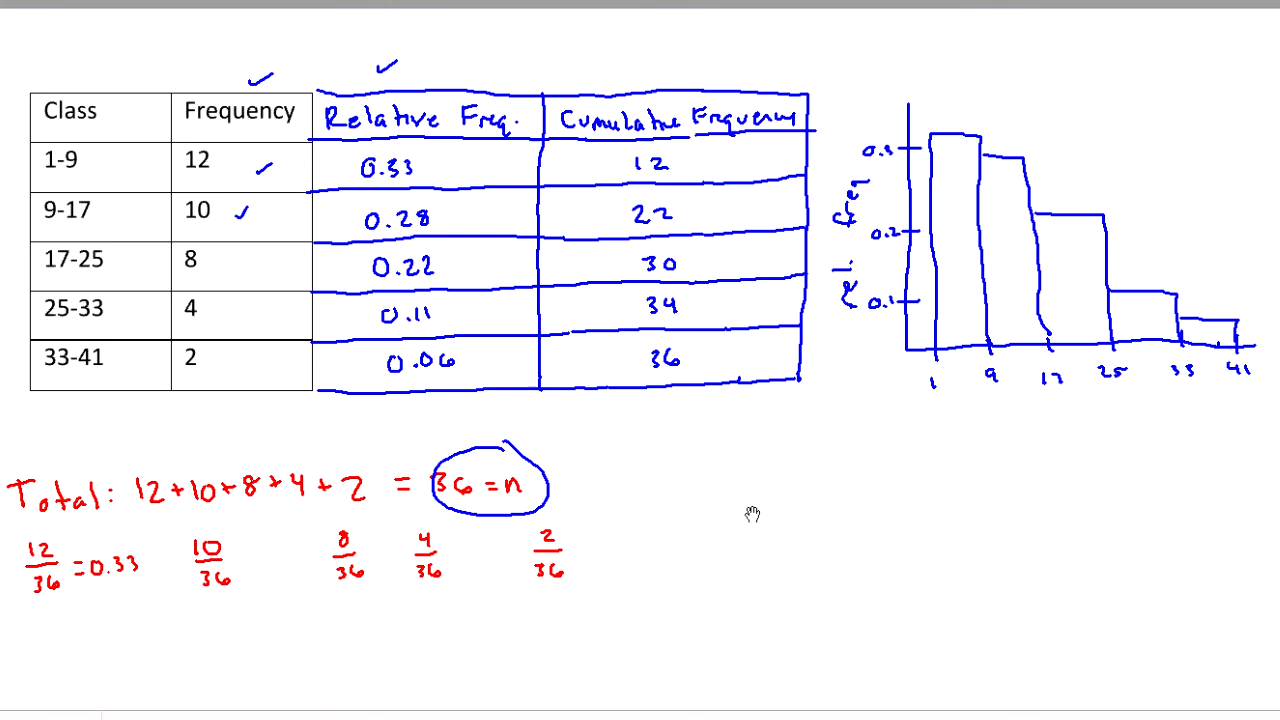 Class Frequency Relative Freq. Cumulative Frequency
1-9 12 0.33 12
9-17 10 0.28 22
17-25 8 0.22 30
25-33 4 0.11 34
33-41 2 0.06 36
0.3
0.2
0.1
rel. freq
1 9 17 25 33 41
Total: 12+10+8+4+2 = 36 = n
12/36 = 0.33 10/36 8/36 4/36 2/36